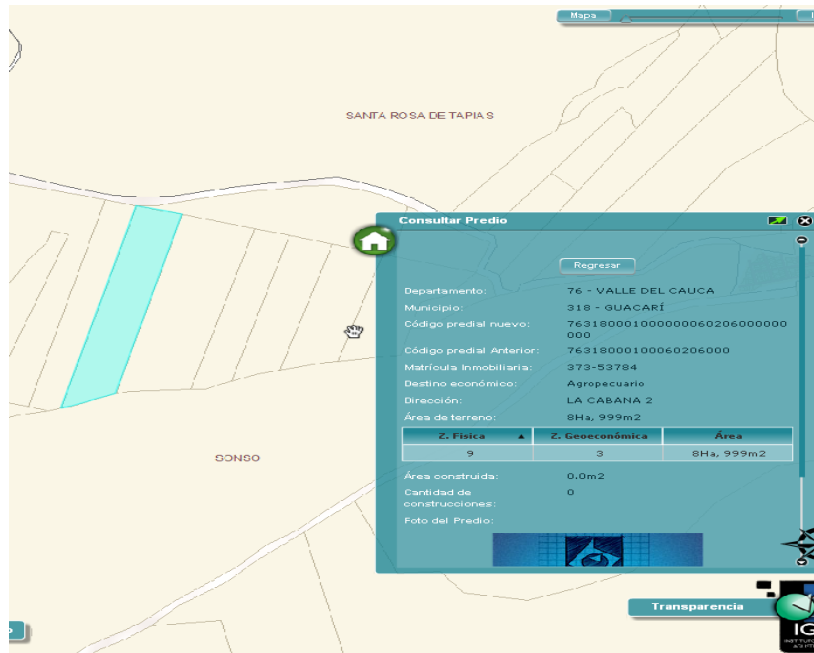 Mapa
SANTA ROSA DE TAPIAS
Consultar Predio
Regresar
Departamento: 76 - VALLE DEL CAUCA
Municipio: 318 - GUACARÍ
Código predial nuevo: 763180001000000060206000000
000
Código predial Anterior: 76318000100060206000
Matrícula Inmobiliaria: 373-53784
Destino económico: Agropecuario
Dirección: LA CABANA 2
Área de terreno: 8Ha, 999m2
Z. Física Z. Geoeconómica Área
9 3 8Ha, 999m2
SONSO
Área construida: 0.0m2
Cantidad de 0
construcciones:
Foto del Predio:
Transparencia
IG